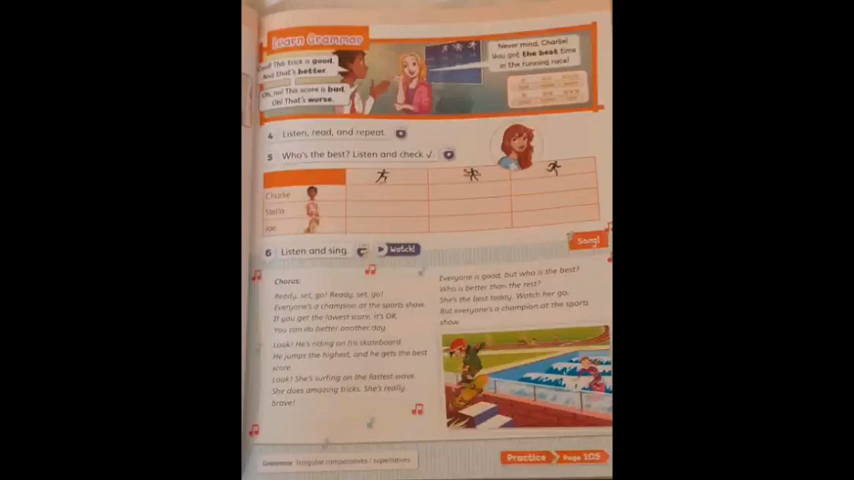 Learn Grammar
Cool! This trick is good.
And that's better.
Oh, no! This score is bad.
Oh! That's worse.
Never mind, Charlie!
You got the best time
in the running race!
4 Listen, read, and repeat.
5 Who's the best? Listen and check ✓.
Charlie
Stella
Joe
6 Listen and sing.
Watch!
Song!
Chorus:
Ready, set, go! Ready, set, go!
Everyone's a champion at the sports show.
If you get the lowest score, it's OK.
You can do better another day.
Look! He's riding on his skateboard.
He jumps the highest, and he gets the best
score.
Look! She's surfing on the fastest wave.
She does amazing tricks. She's really
brave!
Everyone is good, but who is the best?
Who is better than the rest?
She's the best today. Watch her go.
But everyone's a champion at the sports
show.
Grammar Irregular comparatives / superlatives
Practice Page 105